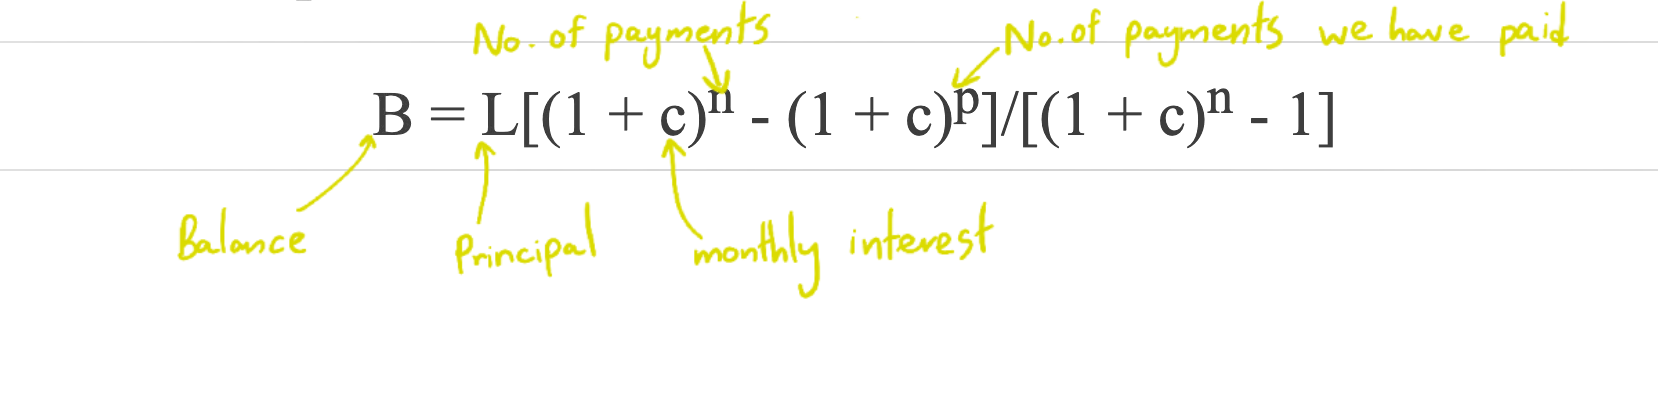 No. of payments No. of payments we have paid
B = L[(1 + c)ⁿ - (1 + c)ᵖ]/[(1 + c)ⁿ - 1]
Balance Principal monthly interest